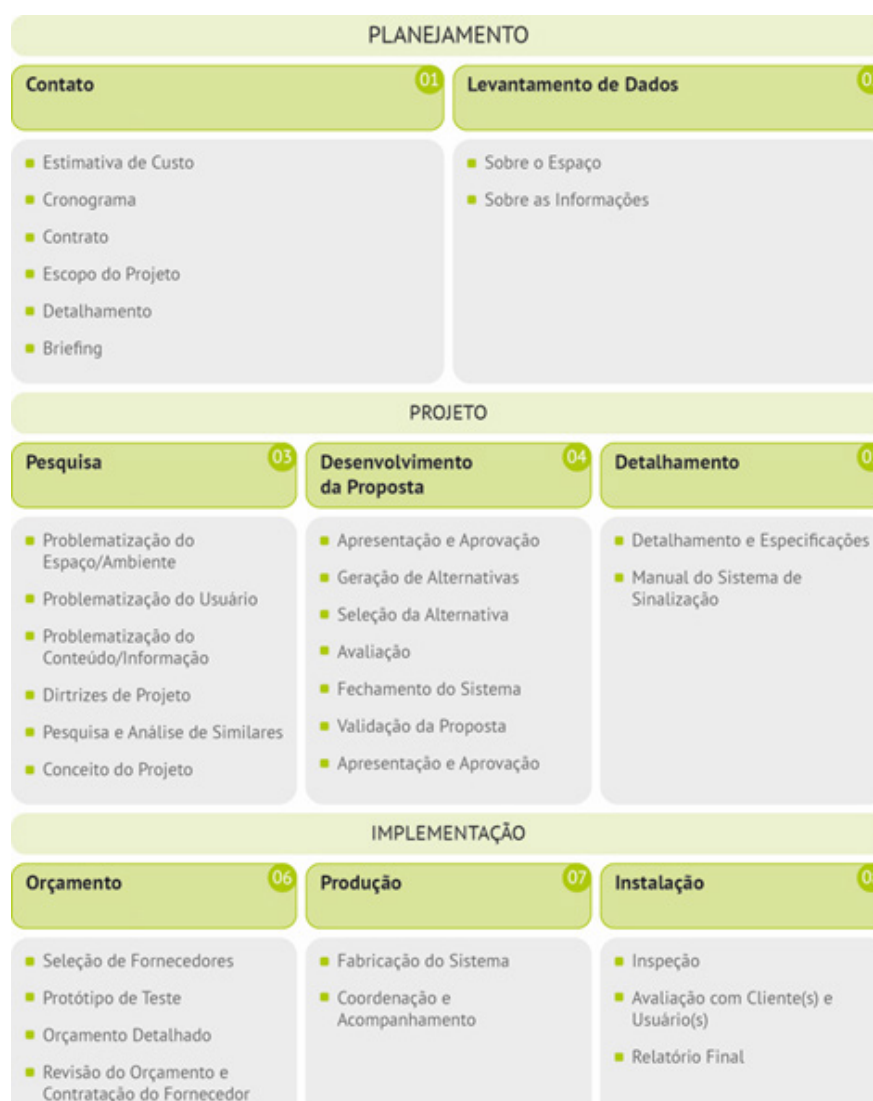 PLANEJAMENTO
Contato
01
Levantamento de Dados
Estimativa de Custo
Cronograma
Contrato
Escopo do Projeto
Detalhamento
Briefing
Sobre o Espaço
Sobre as Informações
PROJETO
Pesquisa
03
Desenvolvimento
da Proposta
04
Detalhamento
Problematização do
Espaço/Ambiente
Problematização do Usuário
Problematização do
Conteúdo/Informação
Dirtrizes de Projeto
Pesquisa e Análise de Similares
Conceito do Projeto
Apresentação e Aprovação
Geração de Alternativas
Seleção da Alternativa
Avaliação
Fechamento do Sistema
Validação da Proposta
Apresentação e Aprovação
Detalhamento e Especificações
Manual do Sistema de
Sinalização
IMPLEMENTAÇÃO
Orçamento
06
Produção
07
Instalação
Seleção de Fornecedores
Protótipo de Teste
Orçamento Detalhado
Revisão do Orçamento e
Contratação do Fornecedor
Fabricação do Sistema
Coordenação e
Acompanhamento
Inspeção
Avaliação com Cliente(s) e
Usuário(s)
Relatório Final